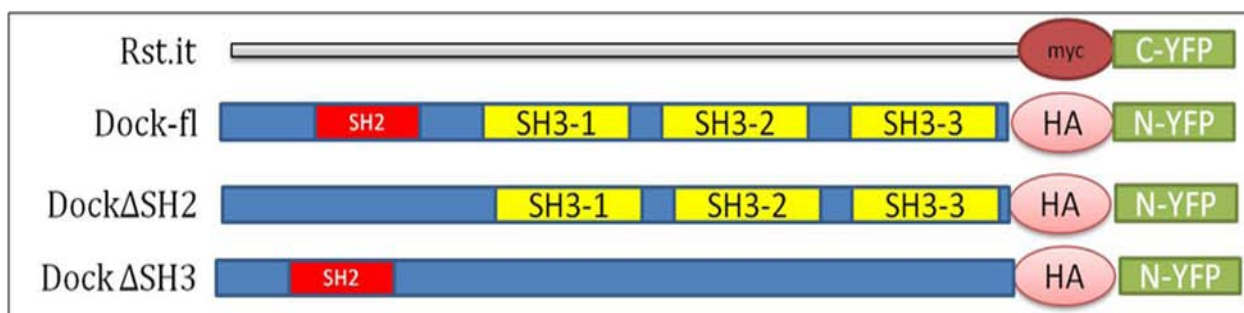 Rst.it myc C-YFP
Dock-fl SH2 SH3-1 SH3-2 SH3-3 HA N-YFP
DockΔSH2 SH3-1 SH3-2 SH3-3 HA N-YFP
Dock ΔSH3 SH2 HA N-YFP